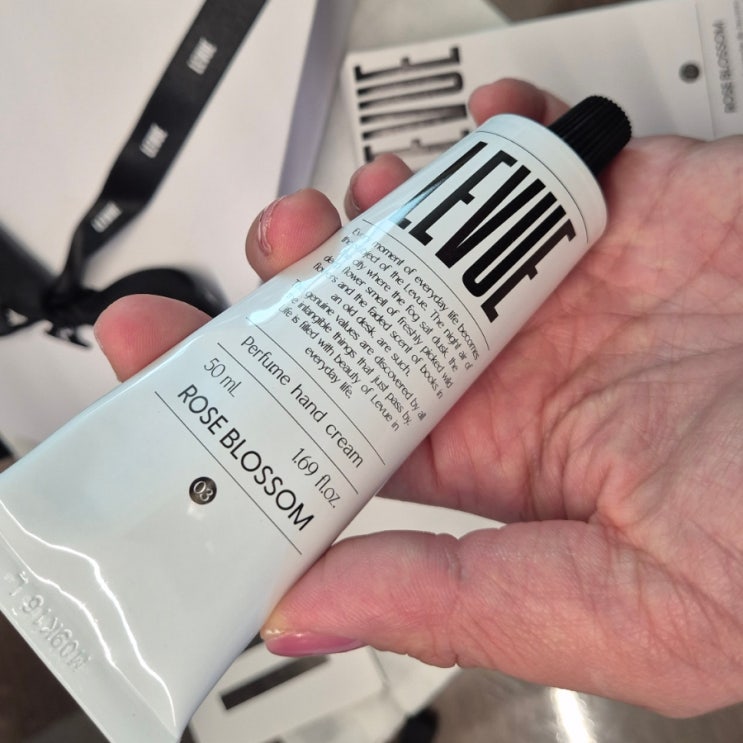 LEVUE
LEVUE
LEVUE
LEVUE
ROSE BLOSSOM
LEVUE
Every moment of everyday life becomes
the object of the Levue. The night air of
city where the fog salt dusk, the
flower smell of freshly picked wild
flowers and the faded scent of books in
an old desk are such.
The genuine values are discovered by all
the intangible things that just pass by.
life is filled with beauty of Levue in
everyday life.
Perfume hand cream
50 mL 1.69 fl.oz.
ROSE BLOSSOM
03